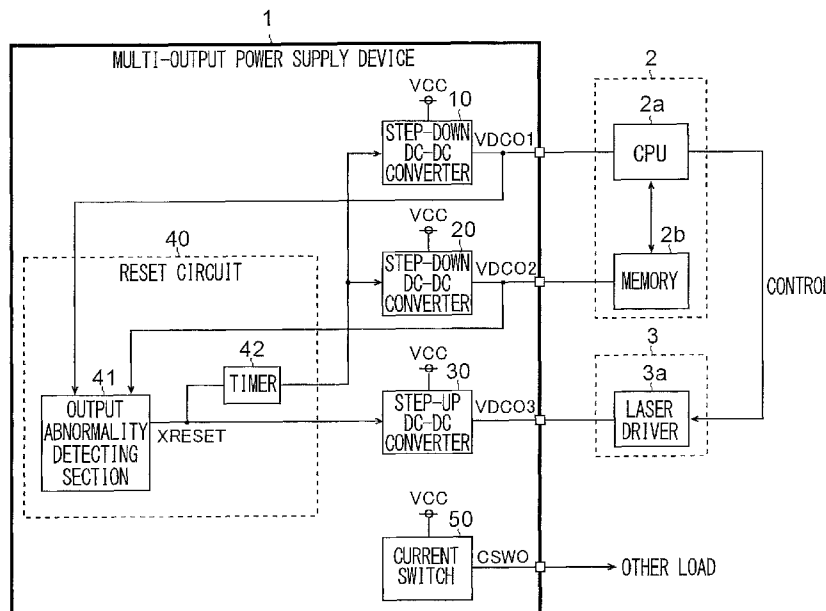 1
MULTI-OUTPUT POWER SUPPLY DEVICE
VCC
10
STEP-DOWN
DC-DC
CONVERTER
VDCO1
2
2a
CPU
VCC
20
STEP-DOWN
DC-DC
CONVERTER
VDCO2
2b
MEMORY
CONTROL
40
RESET CIRCUIT
42
TIMER
41
OUTPUT
ABNORMALITY
DETECTING
SECTION
XRESET
VCC
30
STEP-UP
DC-DC
CONVERTER
VDCO3
3
3a
LASER
DRIVER
VCC
50
CURRENT
SWITCH
CSWO
OTHER LOAD